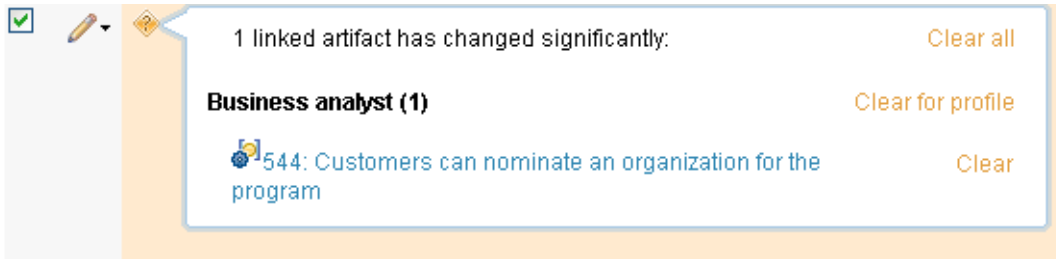 1 linked artifact has changed significantly: Clear all
Business analyst (1) Clear for profile
544: Customers can nominate an organization for the Clear
program